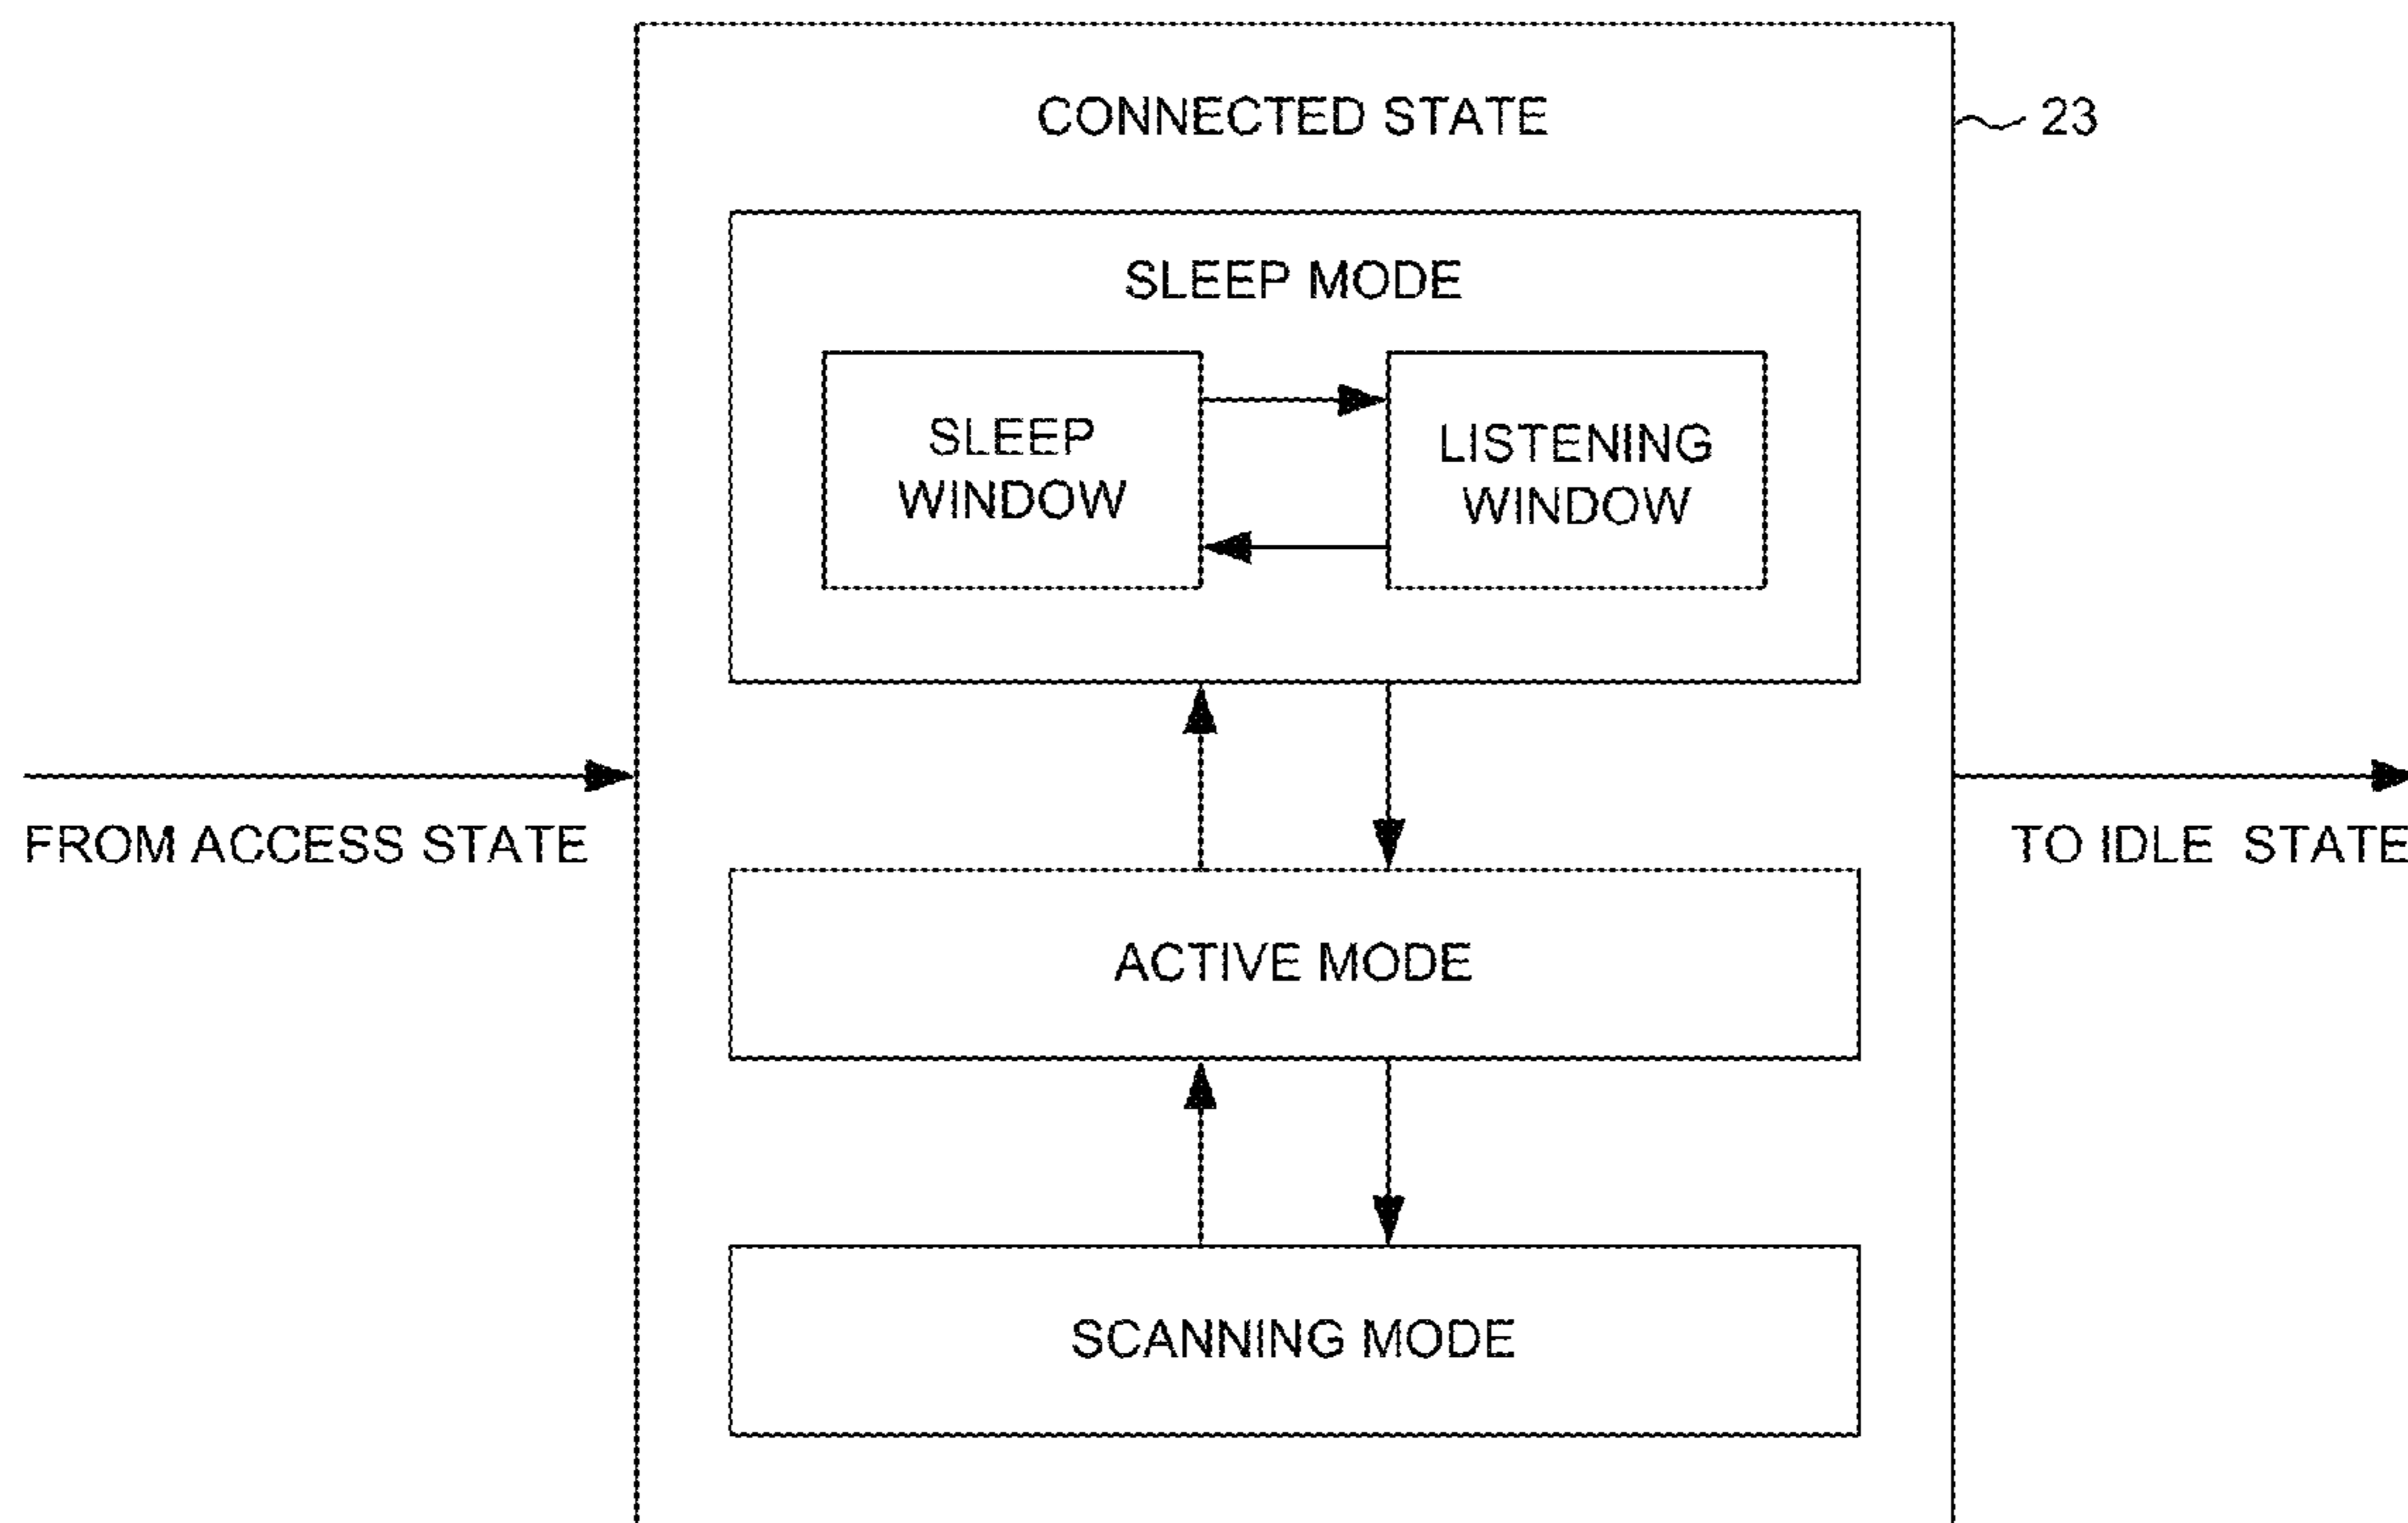 CONNECTED STATE
23
SLEEP MODE
SLEEP
WINDOW
LISTENING
WINDOW
FROM ACCESS STATE
TO IDLE STATE
ACTIVE MODE
SCANNING MODE